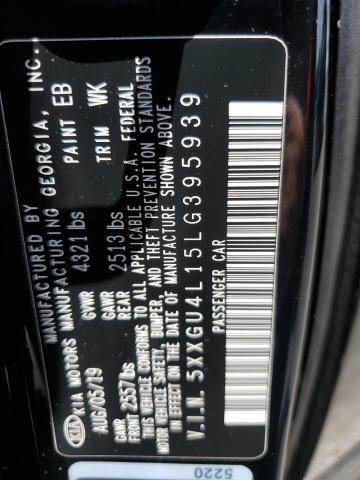 MANUFACTURED BY
KIA KIA MOTORS MANUFACTURING GEORGIA, INC.
AUG/05/19 GVWR 4321 lbs PAINT EB
GAWR FRONT 2557lbs GAWR REAR 2513 lbs TRIM WK
THIS VEHICLE CONFORMS TO ALL APPLICABLE U.S.A. FEDERAL
MOTOR VEHICLE SAFETY, BUMPER, AND THEFT PREVENTION STANDARDS
IN EFFECT ON THE DATE OF MANUFACTURE SHOWN ABOVE.
V.I.N. 5XXGU4L15LG395939
PASSENGER CAR
5220